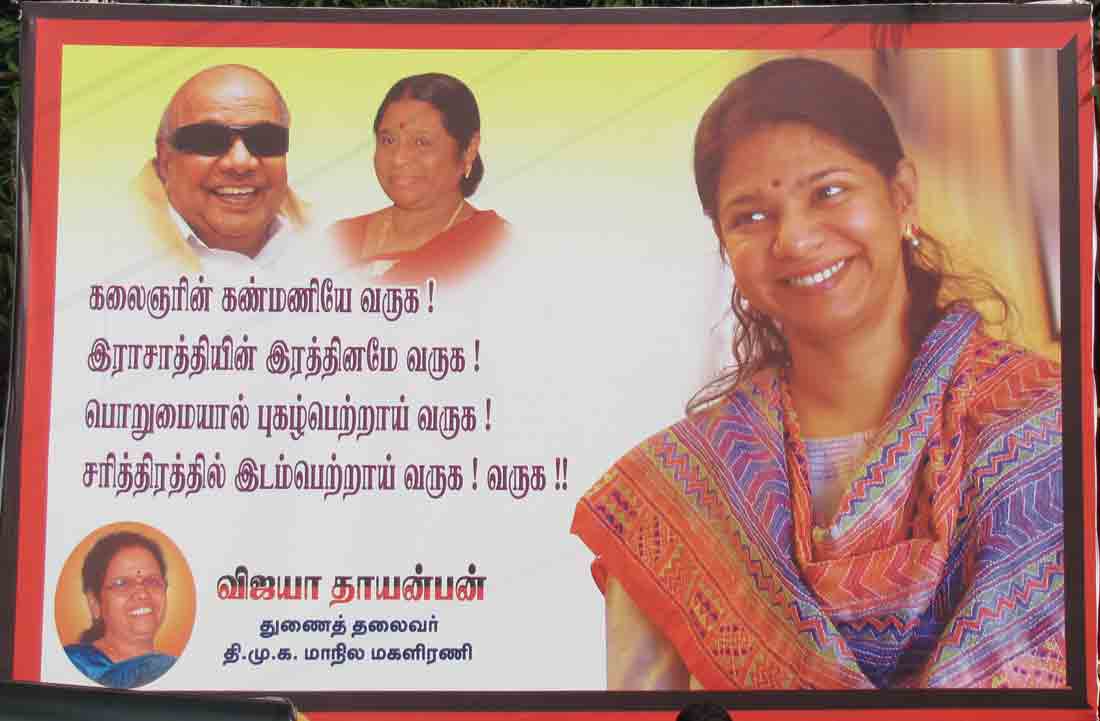 கலைஞரின் கண்மணியே வருக !
இராசாத்தியின் இரத்தினமே வருக !
பொறுமையால் புகழ்பெற்றாய் வருக !
சரித்திரத்தில் இடம்பெற்றாய் வருக ! வருக !!
விஜயா தாயன்பன்
துணைத் தலைவர்
தி.மு.க. மாநில மகளிரணி